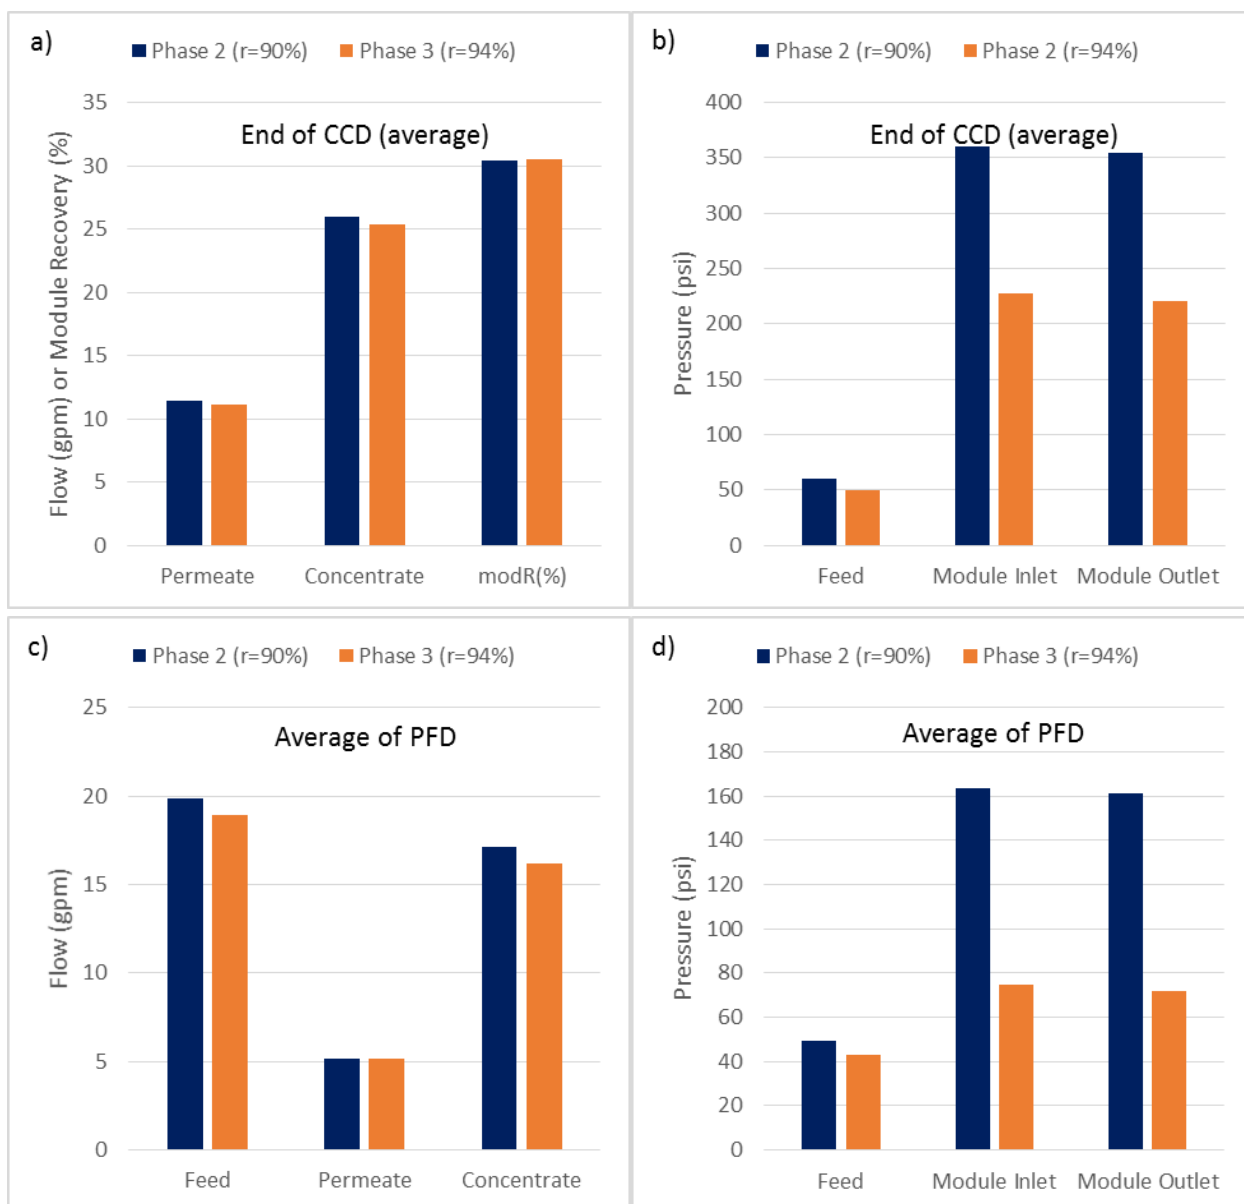 a)
Phase 2 (r=90%) Phase 3 (r=94%)
End of CCD (average)
Flow (gpm) or Module Recovery (%)
35
30
25
20
15
10
5
0
Permeate Concentrate modR(%)
b)
Phase 2 (r=90%) Phase 2 (r=94%)
End of CCD (average)
Pressure (psi)
400
350
300
250
200
150
100
50
0
Feed Module Inlet Module Outlet
c)
Phase 2 (r=90%) Phase 3 (r=94%)
Average of PFD
Flow (gpm)
25
20
15
10
5
0
Feed Permeate Concentrate
d)
Phase 2 (r=90%) Phase 3 (r=94%)
Average of PFD
Pressure (psi)
200
180
160
140
120
100
80
60
40
20
0
Feed Module Inlet Module Outlet